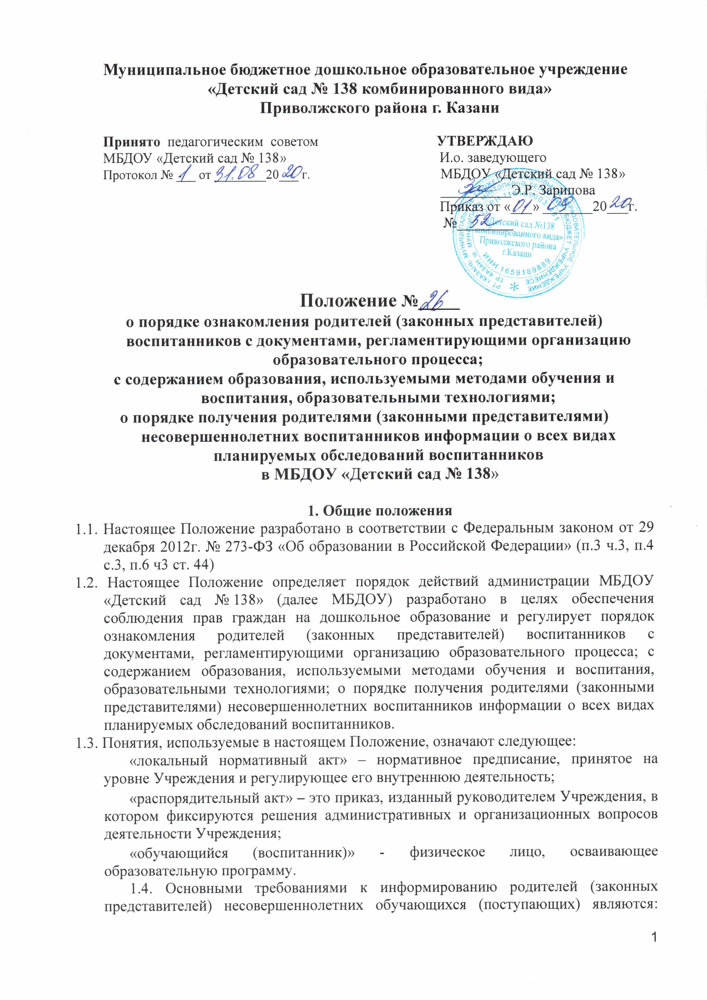 Муниципальное бюджетное дошкольное образовательное учреждение
«Детский сад № 138 комбинированного вида»
Приволжского района г. Казани
Принято педагогическим советом
МБДОУ «Детский сад № 138»
Протокол № 1 от 31.08 2020 г.
УТВЕРЖДАЮ
И.о. заведующего
МБДОУ «Детский сад № 138»
Э.Р. Зарипова
Приказ от «01» 09 2020 г.
№ 52
«Детский сад №138
комбинированного вида»
Приволжского района
г.Казани
ИНН 1659189889
Положение № 26
о порядке ознакомления родителей (законных представителей)
воспитанников с документами, регламентирующими организацию
образовательного процесса;
с содержанием образования, используемыми методами обучения и
воспитания, образовательными технологиями;
о порядке получения родителями (законными представителями)
несовершеннолетних воспитанников информации о всех видах
планируемых обследований воспитанников
в МБДОУ «Детский сад № 138»
1. Общие положения
1.1. Настоящее Положение разработано в соответствии с Федеральным законом от 29
декабря 2012г. № 273-ФЗ «Об образовании в Российской Федерации» (п.3 ч.3, п.4
с.3, п.6 ч3 ст. 44)
1.2. Настоящее Положение определяет порядок действий администрации МБДОУ
«Детский сад № 138» (далее МБДОУ) разработано в целях обеспечения
соблюдения прав граждан на дошкольное образование и регулирует порядок
ознакомления родителей (законных представителей) воспитанников с
документами, регламентирующими организацию образовательного процесса; с
содержанием образования, используемыми методами обучения и воспитания,
образовательными технологиями; о порядке получения родителями (законными
представителями) несовершеннолетних воспитанников информации о всех видах
планируемых обследований воспитанников.
1.3. Понятия, используемые в настоящем Положение, означают следующее:
«локальный нормативный акт» – нормативное предписание, принятое на
уровне Учреждения и регулирующее его внутреннюю деятельность;
«распорядительный акт» – это приказ, изданный руководителем Учреждения, в
котором фиксируются решения административных и организационных вопросов
деятельности Учреждения;
«обучающийся (воспитанник)» - физическое лицо, осваивающее
образовательную программу.
1.4. Основными требованиями к информированию родителей (законных
представителей) несовершеннолетних обучающихся (поступающих) являются:
1